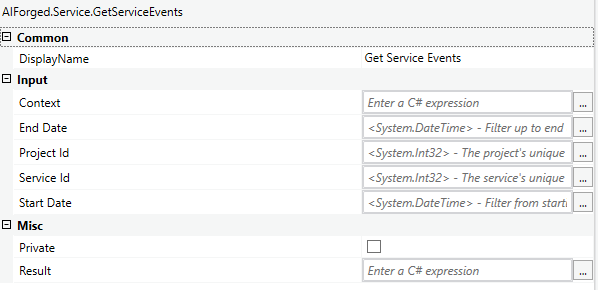 AIForged.Service.GetServiceEvents
Common
DisplayName Get Service Events
Input
Context Enter a C# expression ...
End Date <System.DateTime> - Filter up to end ...
Project Id <System.Int32> - The project's unique ...
Service Id <System.Int32> - The service's unique ...
Start Date <System.DateTime> - Filter from starti ...
Misc
Private
Result Enter a C# expression ...